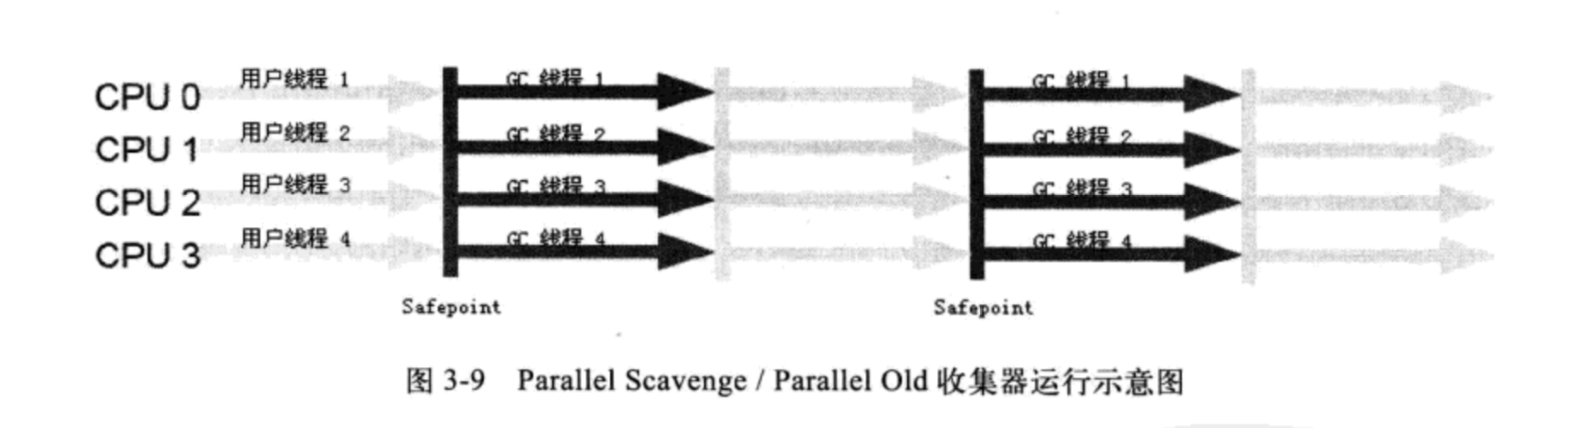 用户线程 1 GC 线程 1 GC 线程 1
CPU 0
用户线程 2 GC 线程 2 GC 线程 2
CPU 1
用户线程 3 GC 线程 3 GC 线程 3
CPU 2
用户线程 4 GC 线程 4 GC 线程 4
CPU 3
Safepoint Safepoint
图 3-9 Parallel Scavenge / Parallel Old 收集器运行示意图